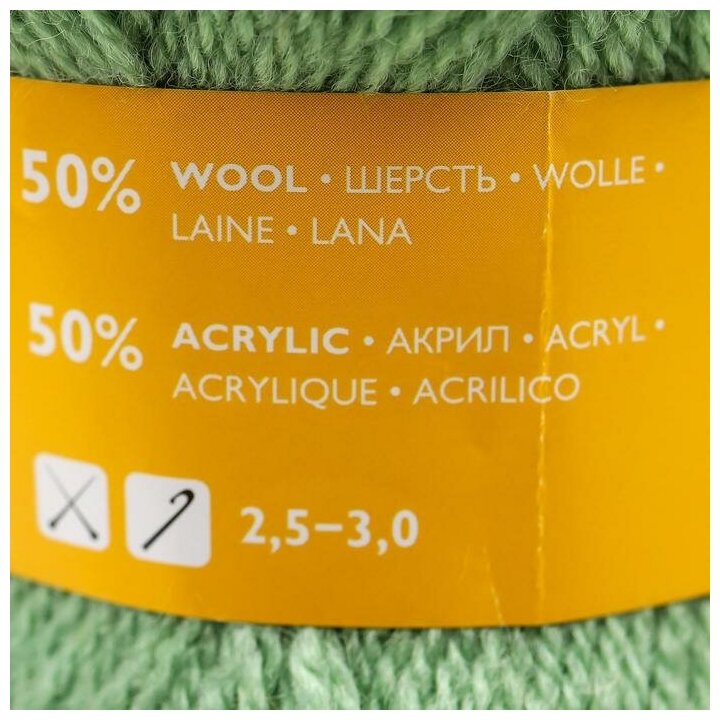 50% WOOL • ШЕРСТЬ • WOLLE •
LAINE • LANA
50% ACRYLIC • АКРИЛ • ACRYL •
ACRYLIQUE • ACRILICO
2,5–3,0